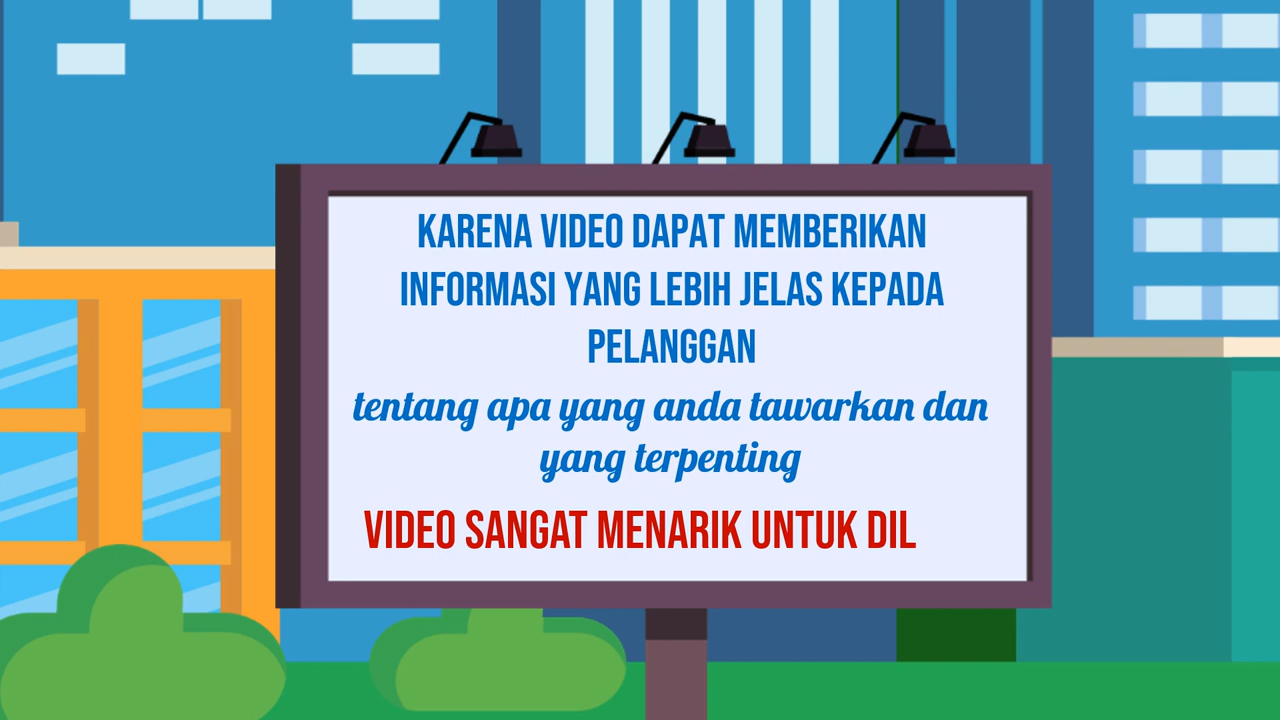 KARENA VIDEO DAPAT MEMBERIKAN
INFORMASI YANG LEBIH JELAS KEPADA
PELANGGAN
tentang apa yang anda tawarkan dan
yang terpenting
VIDEO SANGAT MENARIK UNTUK DIL